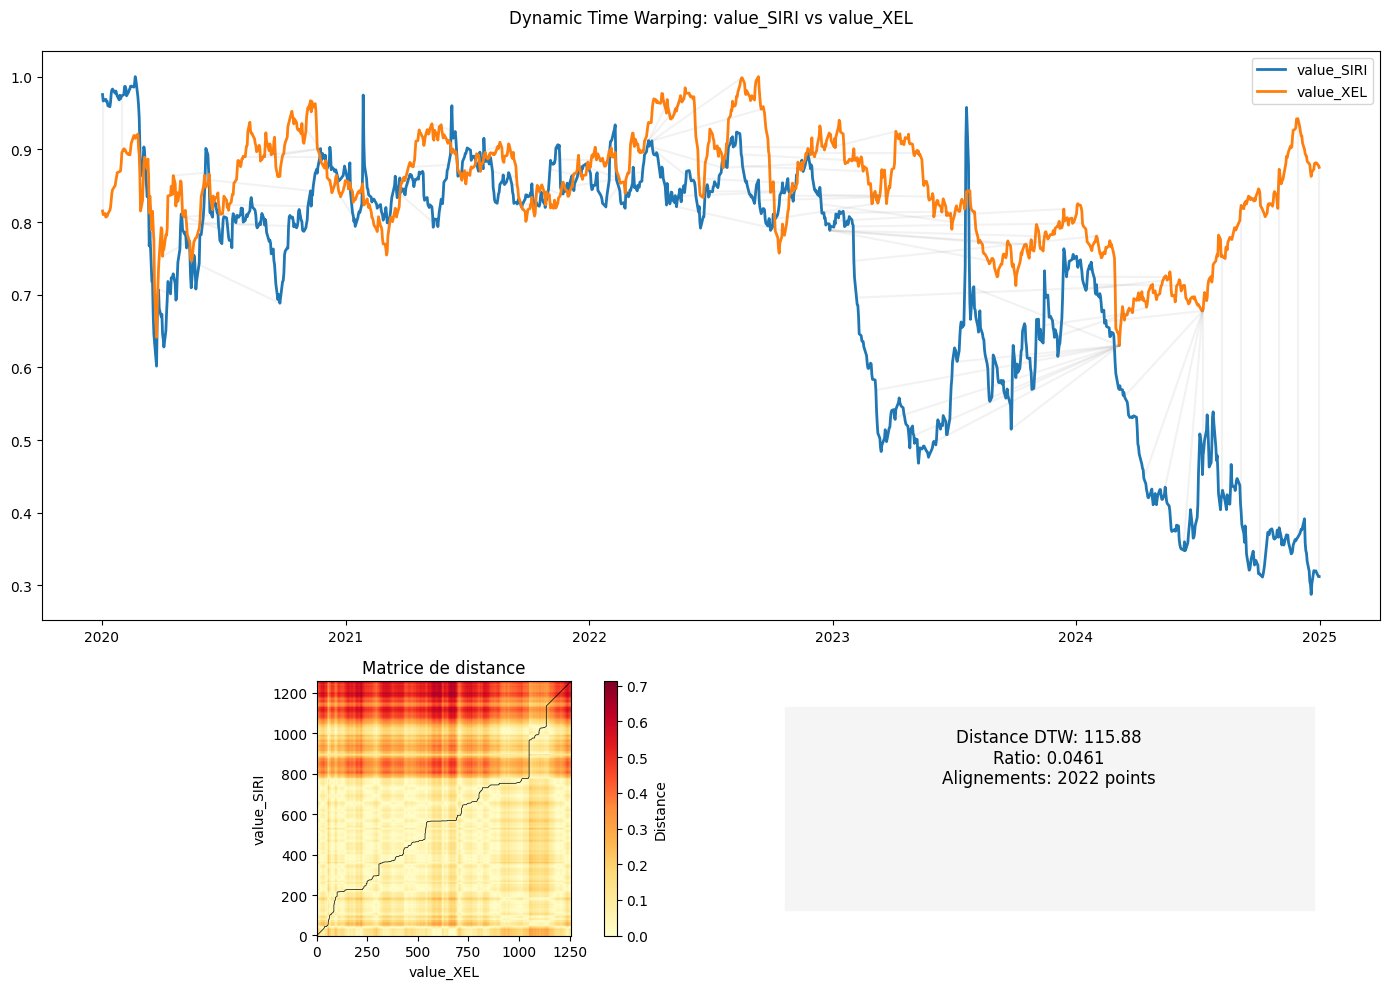 Dynamic Time Warping: value_SIRI vs value_XEL
value_SIRI
value_XEL
1.0
0.9
0.8
0.7
0.6
0.5
0.4
0.3
2020 2021 2022 2023 2024 2025
Matrice de distance
value_SIRI
1200
1000
800
600
400
200
0
0 250 500 750 1000 1250
value_XEL
0.7
0.6
0.5
0.4
0.3
0.2
0.1
0.0
Distance
Distance DTW: 115.88
Ratio: 0.0461
Alignements: 2022 points